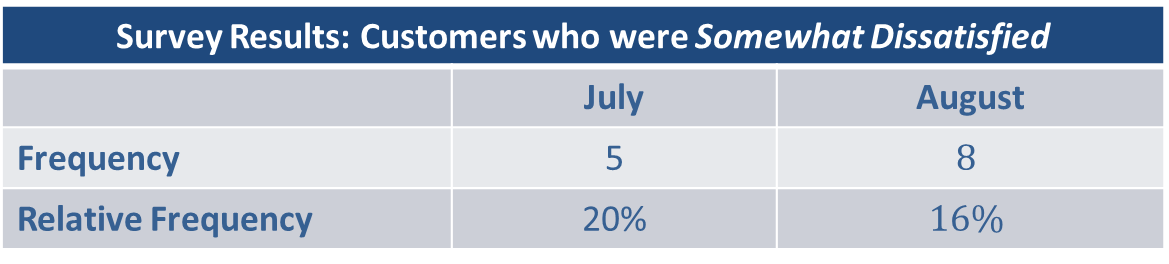 Survey Results: Customers who were Somewhat Dissatisfied
July August
Frequency 5 8
Relative Frequency 20% 16%